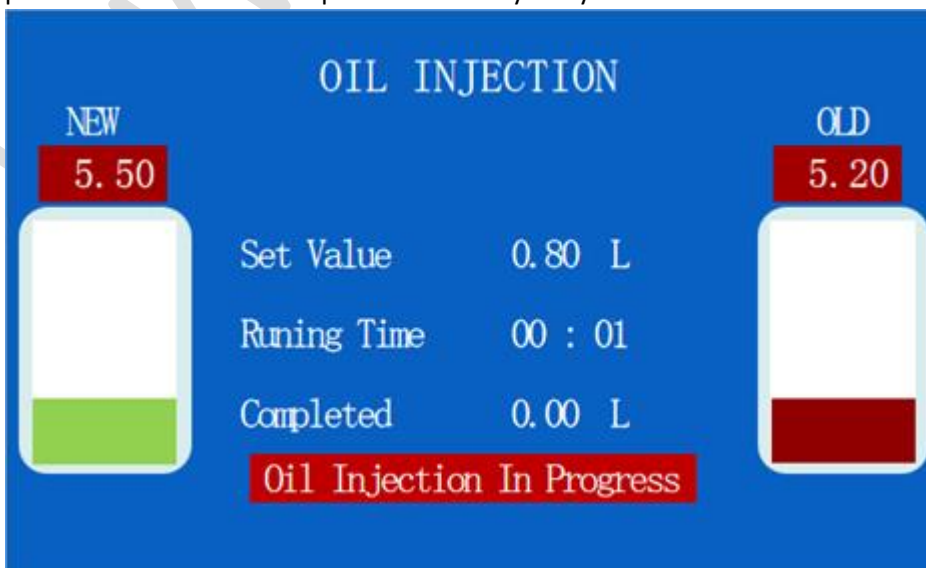 OIL INJECTION
NEW
OLD
5.50
5.20
Set Value 0.80 L
Runing Time 00 : 01
Completed 0.00 L
Oil Injection In Progress